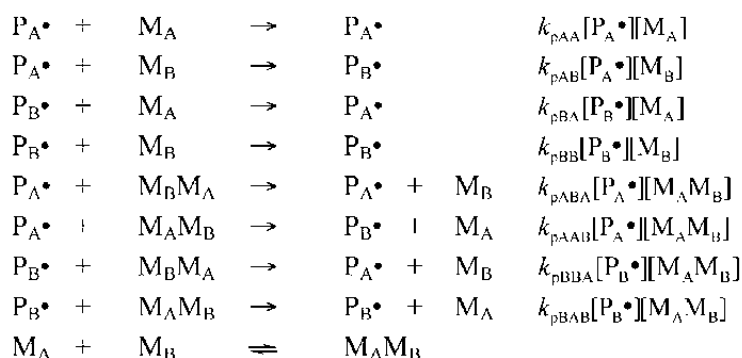 P_A• + M_A → P_A• k_pAA[P_A•][M_A]
P_A• + M_B → P_B• k_pAB[P_A•][M_B]
P_B• + M_A → P_A• k_pBA[P_B•][M_A]
P_B• + M_B → P_B• k_pBB[P_B•][M_B]
P_A• + M_BM_A → P_A• + M_B k_pABA[P_A•][M_AM_B]
P_A• + M_AM_B → P_B• + M_A k_pAAB[P_A•][M_AM_B]
P_B• + M_BM_A → P_A• + M_B k_pBBA[P_B•][M_AM_B]
P_B• + M_AM_B → P_B• + M_A k_pBAB[P_B•][M_AM_B]
M_A + M_B ⇌ M_AM_B